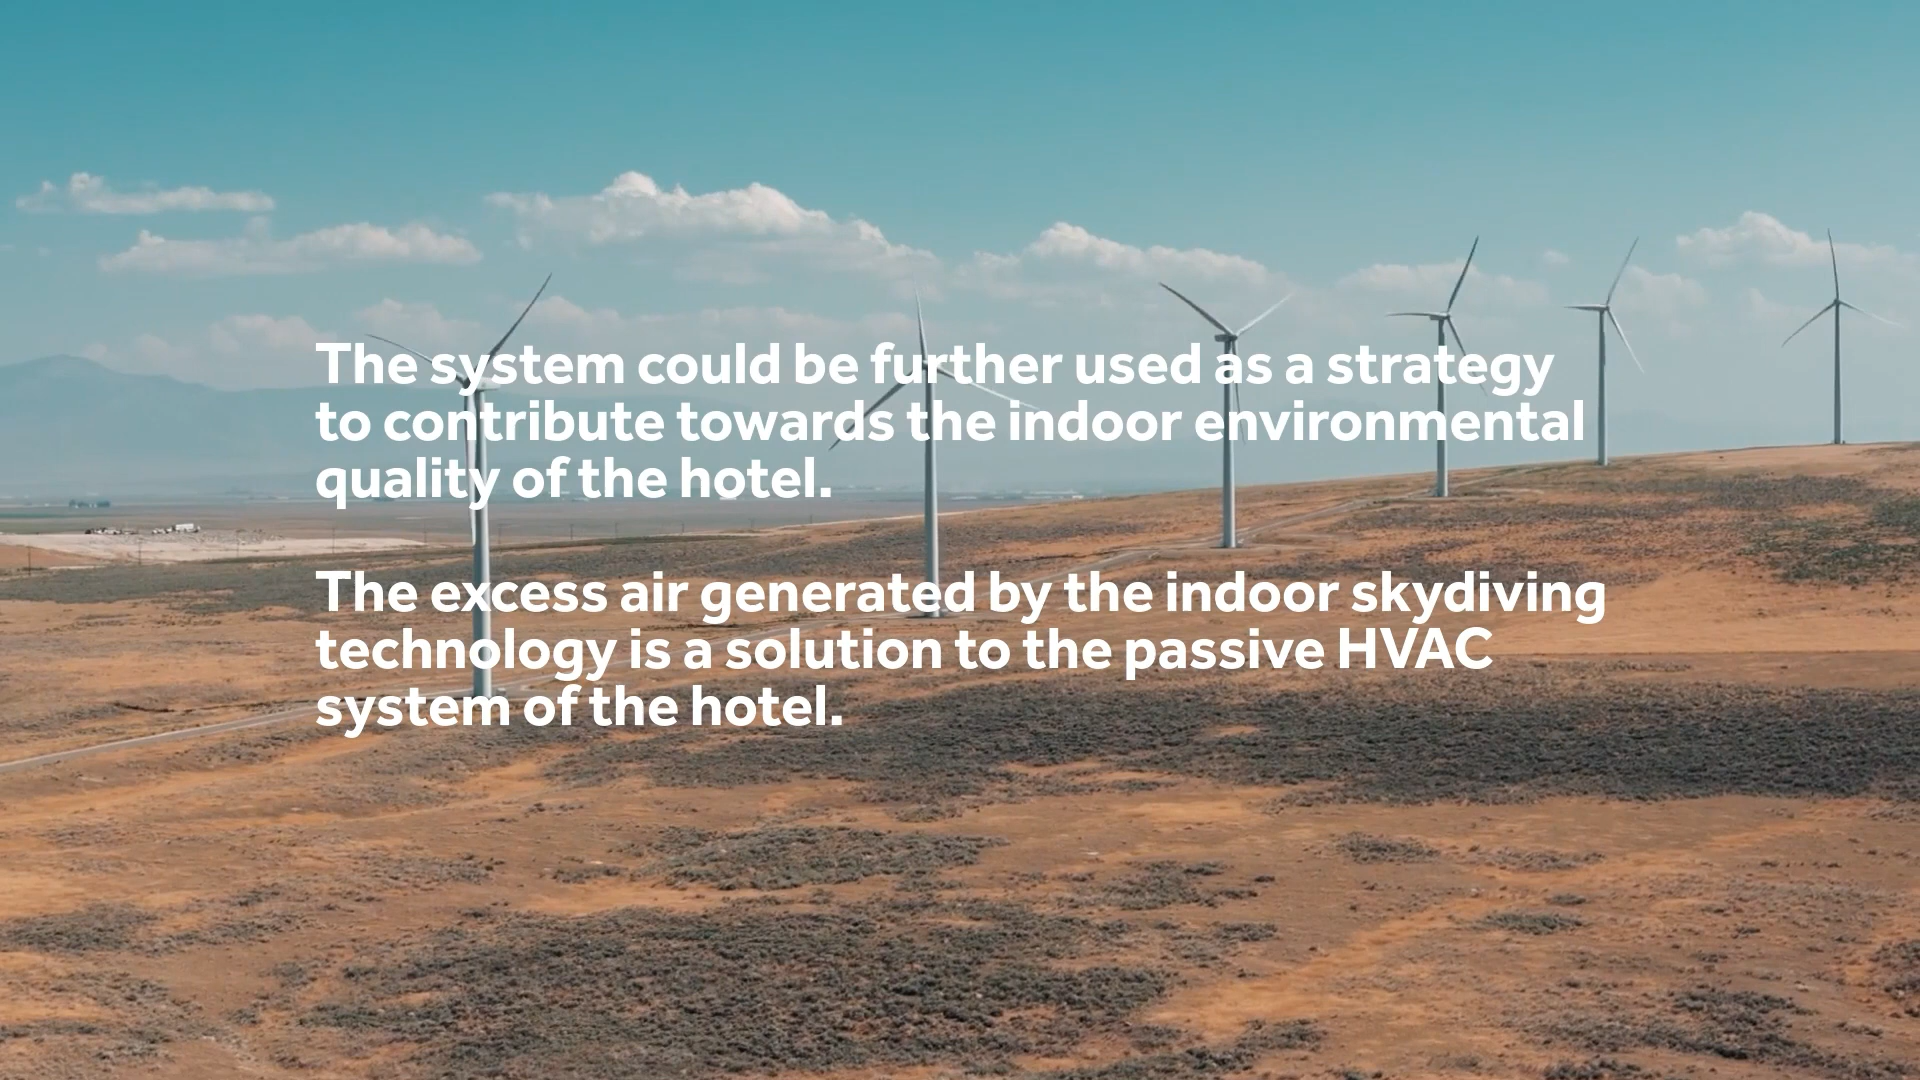 The system could be further used as a strategy
to contribute towards the indoor environmental
quality of the hotel.
The excess air generated by the indoor skydiving
technology is a solution to the passive HVAC
system of the hotel.